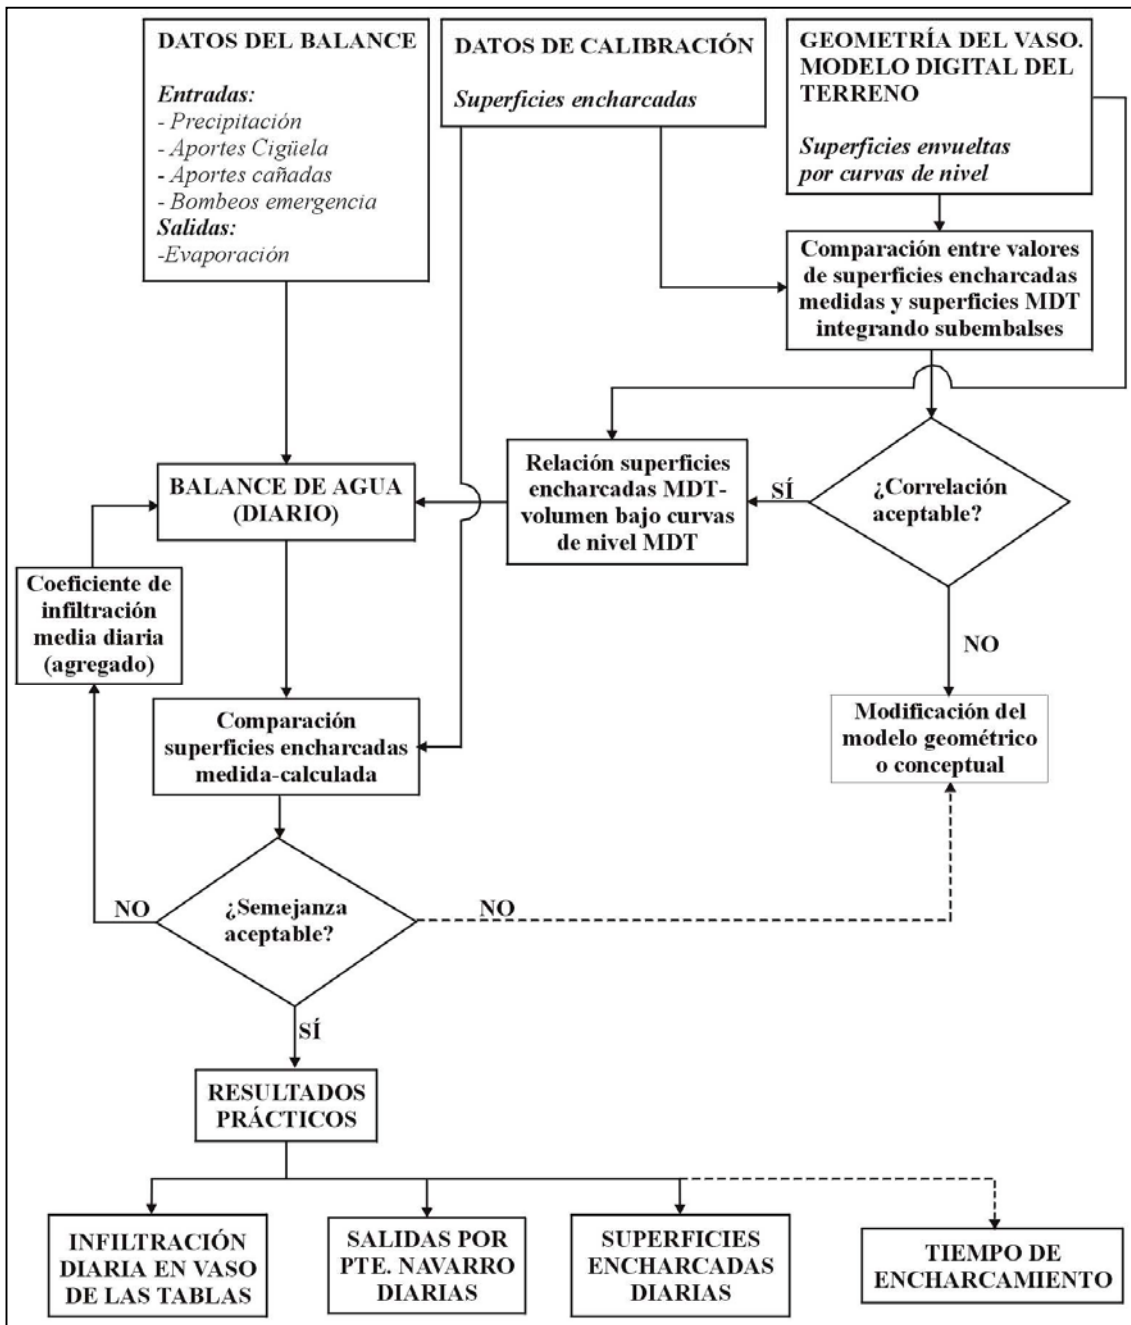 DATOS DEL BALANCE
Entradas:
- Precipitación
- Aportes Cigüela
- Aportes cañadas
- Bombeos emergencia
Salidas:
-Evaporación
DATOS DE CALIBRACIÓN
Superficies encharcadas
GEOMETRÍA DEL VASO.
MODELO DIGITAL DEL
TERRENO
Superficies envueltas
por curvas de nivel
Comparación entre valores
de superficies encharcadas
medidas y superficies MDT
integrando subembalses
¿Correlación
aceptable?
SÍ
NO
Relación superficies
encharcadas MDT-
volumen bajo curvas
de nivel MDT
BALANCE DE AGUA
(DIARIO)
Coeficiente de
infiltración
media diaria
(agregado)
Comparación
superficies encharcadas
medida-calculada
Modificación del
modelo geométrico
o conceptual
¿Semejanza
aceptable?
NO
NO
SÍ
RESULTADOS
PRÁCTICOS
INFILTRACIÓN
DIARIA EN VASO
DE LAS TABLAS
SALIDAS POR
PTE. NAVARRO
DIARIAS
SUPERFICIES
ENCHARCADAS
DIARIAS
TIEMPO DE
ENCHARCAMIENTO